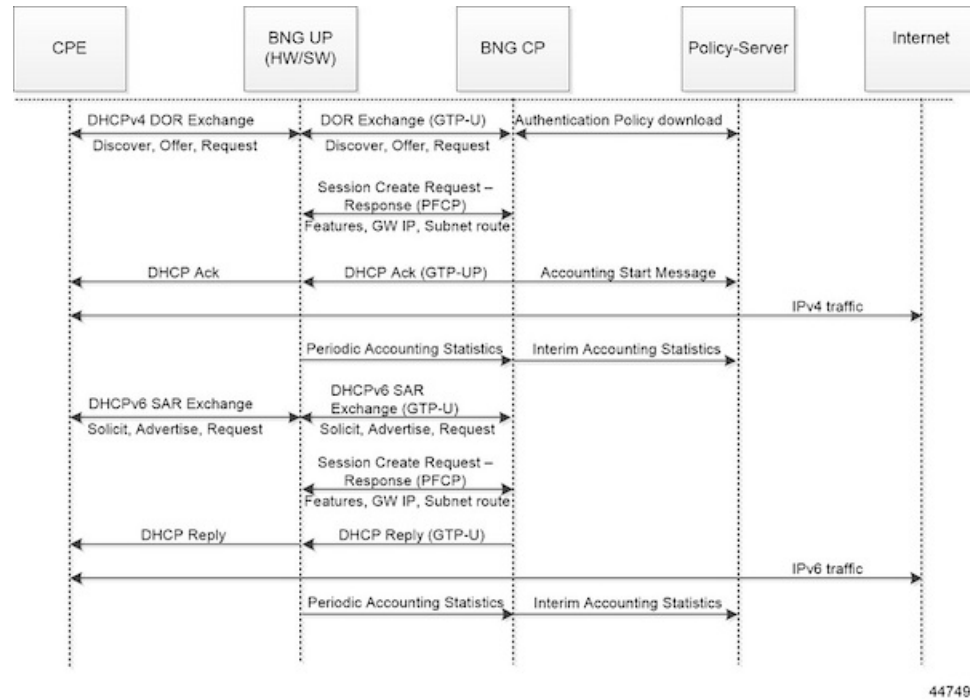 CPE
BNG UP
(HW/SW)
BNG CP
Policy-Server
Internet
DHCPv4 DOR Exchange
DOR Exchange (GTP-U)
Authentication Policy download
Discover, Offer, Request
Discover, Offer, Request
Session Create Request –
Response (PFCP)
Features, GW IP, Subnet route
DHCP Ack
DHCP Ack (GTP-UP)
Accounting Start Message
IPv4 traffic
Periodic Accounting Statistics
Interim Accounting Statistics
DHCPv6 SAR Exchange
DHCPv6 SAR
Exchange (GTP-U)
Solicit, Advertise, Request
Solicit, Advertise, Request
Session Create Request –
Response (PFCP)
Features, GW IP, Subnet route
DHCP Reply
DHCP Reply (GTP-U)
IPv6 traffic
Periodic Accounting Statistics
Interim Accounting Statistics
44749